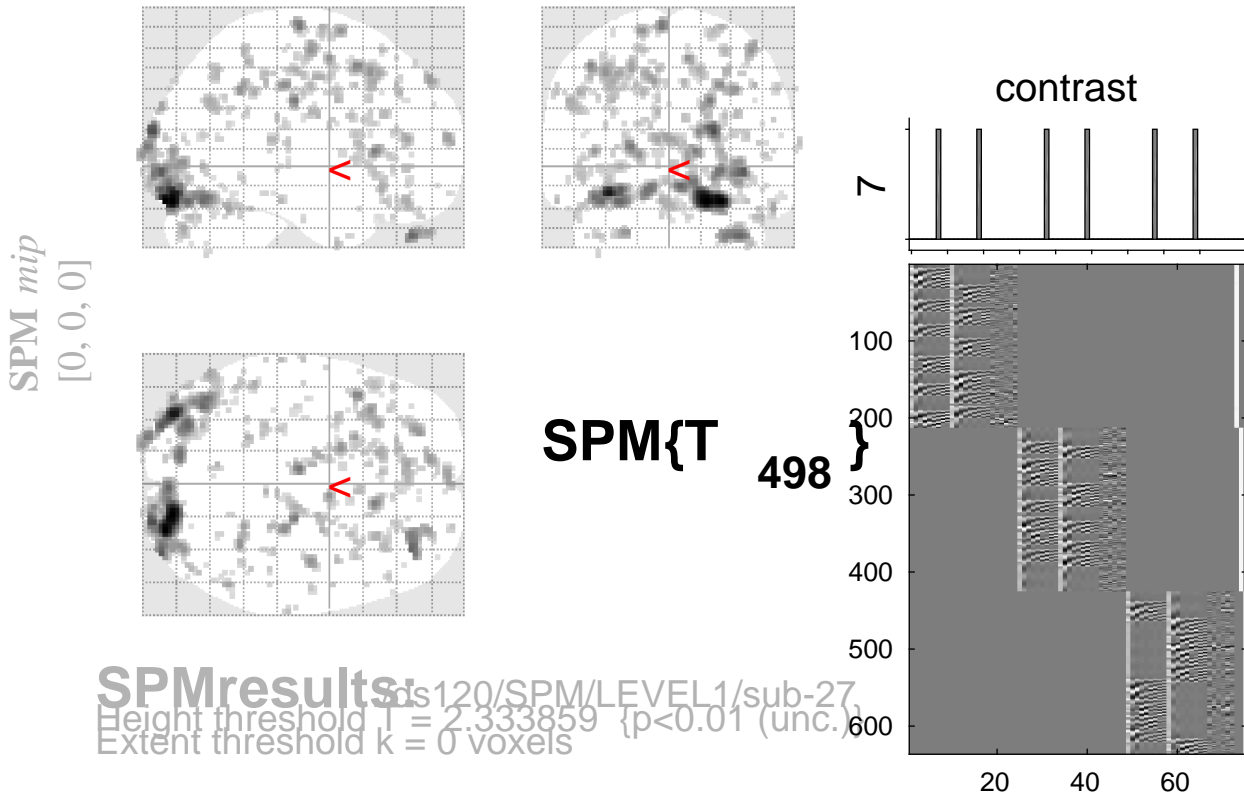 SPM mip
[0, 0, 0]
<
<
<
SPM{T 498 }
contrast
7
100
200
300
400
500
600
20 40 60
SPMresults: /ds120/SPM/LEVEL1/sub-27
Height threshold T = 2.333859 {p<0.01 (unc.)}
Extent threshold k = 0 voxels